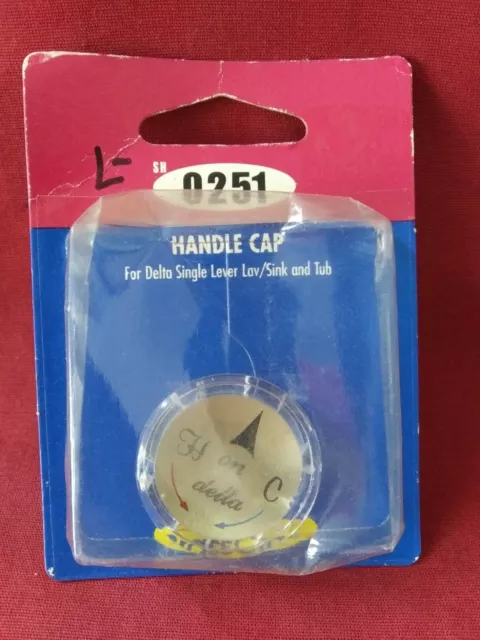 SH
0251
HANDLE CAP
For Delta Single Lever Lav/Sink and Tub
H on C
delta